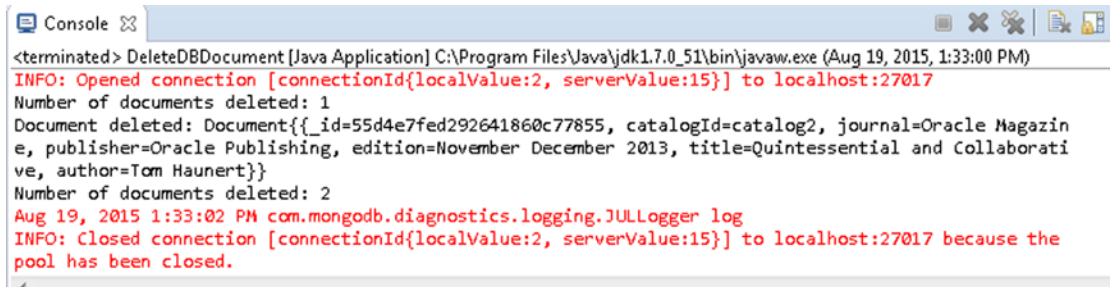 Console
<terminated> DeleteDBDocument [Java Application] C:\Program Files\Java\jdk1.7.0_51\bin\javaw.exe (Aug 19, 2015, 1:33:00 PM)
INFO: Opened connection [connectionId{localValue:2, serverValue:15}] to localhost:27017
Number of documents deleted: 1
Document deleted: Document{{_id=55d4e7fed292641860c77855, catalogId=catalog2, journal=Oracle Magazin
e, publisher=Oracle Publishing, edition=November December 2013, title=Quintessential and Collaborati
ve, author=Tom Haunert}}
Number of documents deleted: 2
Aug 19, 2015 1:33:02 PM com.mongodb.diagnostics.logging.JULLogger log
INFO: Closed connection [connectionId{localValue:2, serverValue:15}] to localhost:27017 because the
pool has been closed.